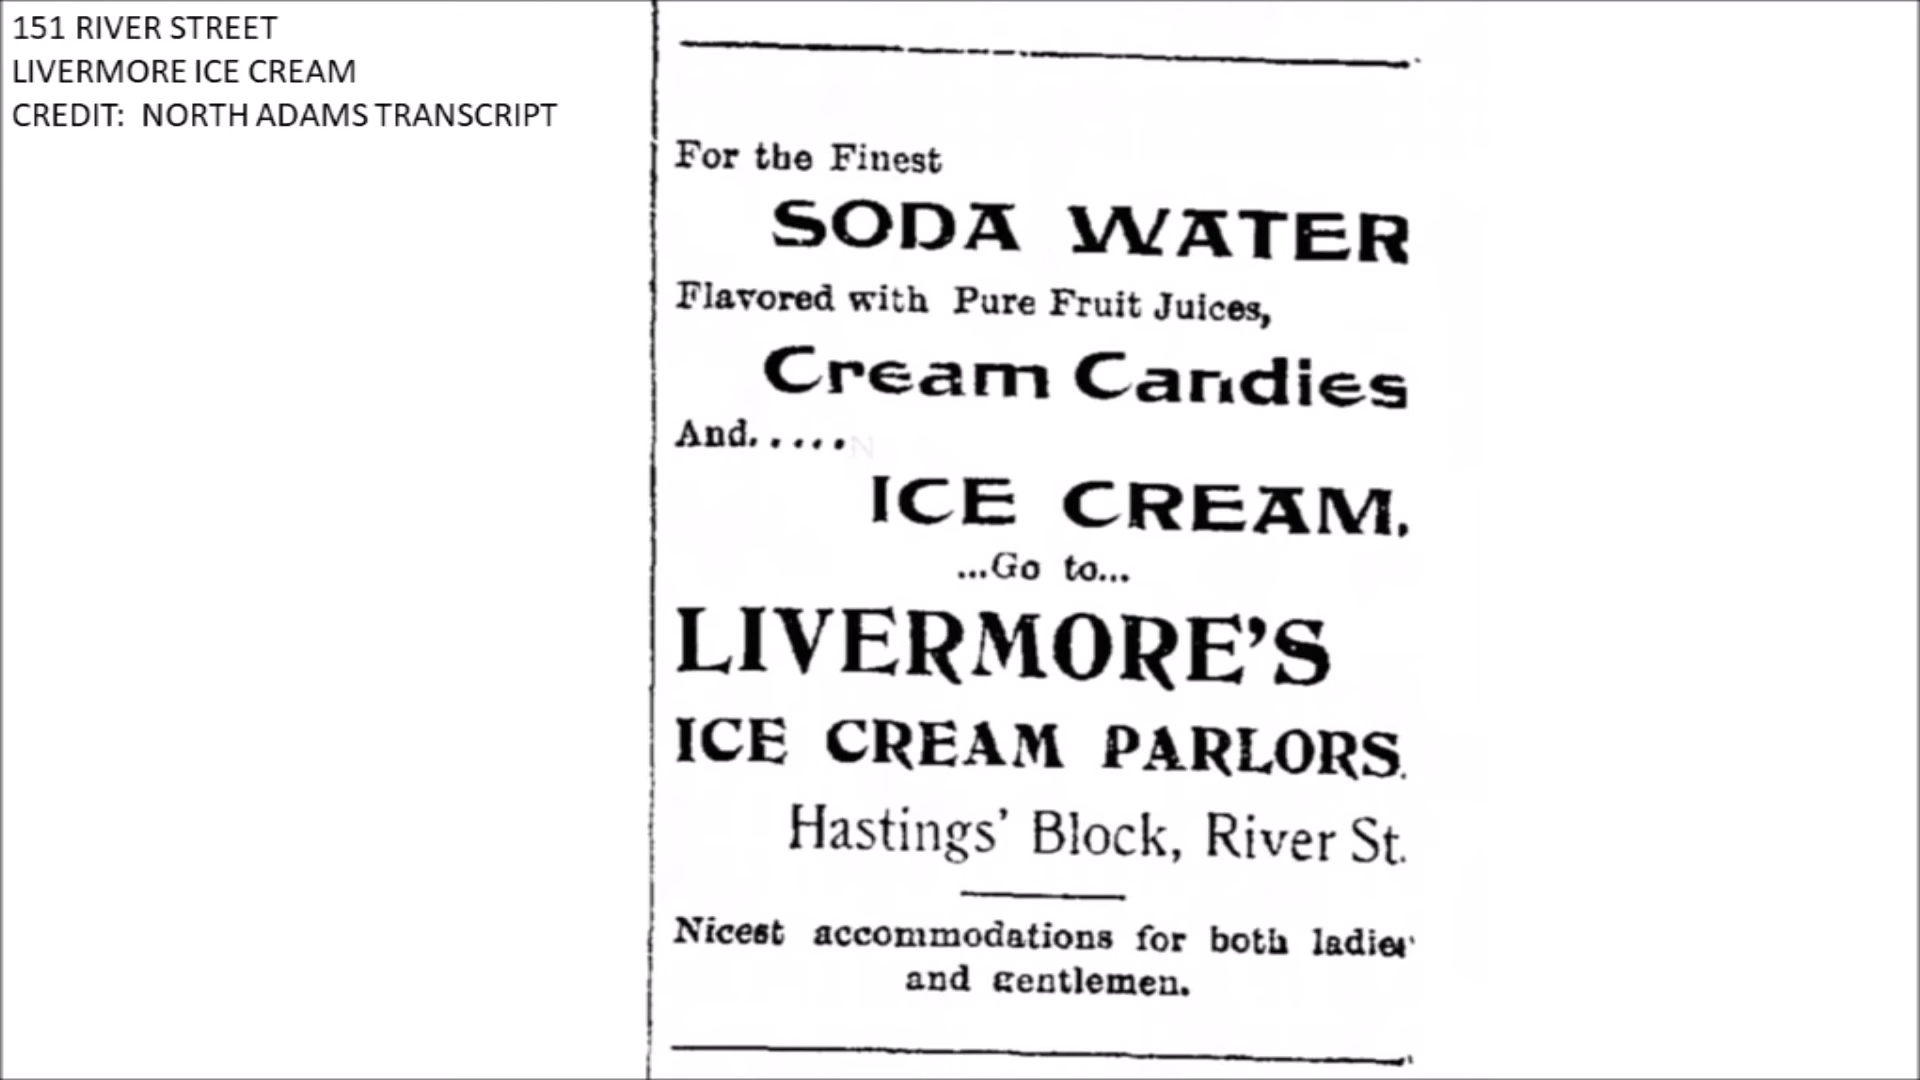 151 RIVER STREET
LIVERMORE ICE CREAM
CREDIT: NORTH ADAMS TRANSCRIPT
For the Finest
SODA WATER
Flavored with Pure Fruit Juices,
Cream Candies
And.....
ICE CREAM.
...Go to...
LIVERMORE'S
ICE CREAM PARLORS.
Hastings' Block, River St.
Nicest accommodations for both ladies
and gentlemen.